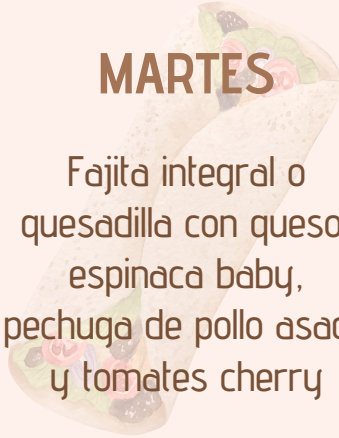 MARTES
Fajita integral o
quesadilla con queso
espinaca baby,
pechuga de pollo
y tomates cherry